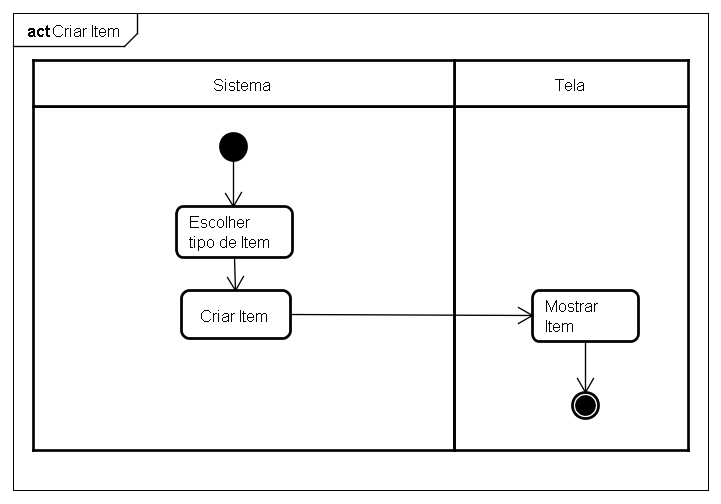 act Criar Item
Sistema
Tela
Escolher
tipo de Item
Criar Item
Mostrar
Item